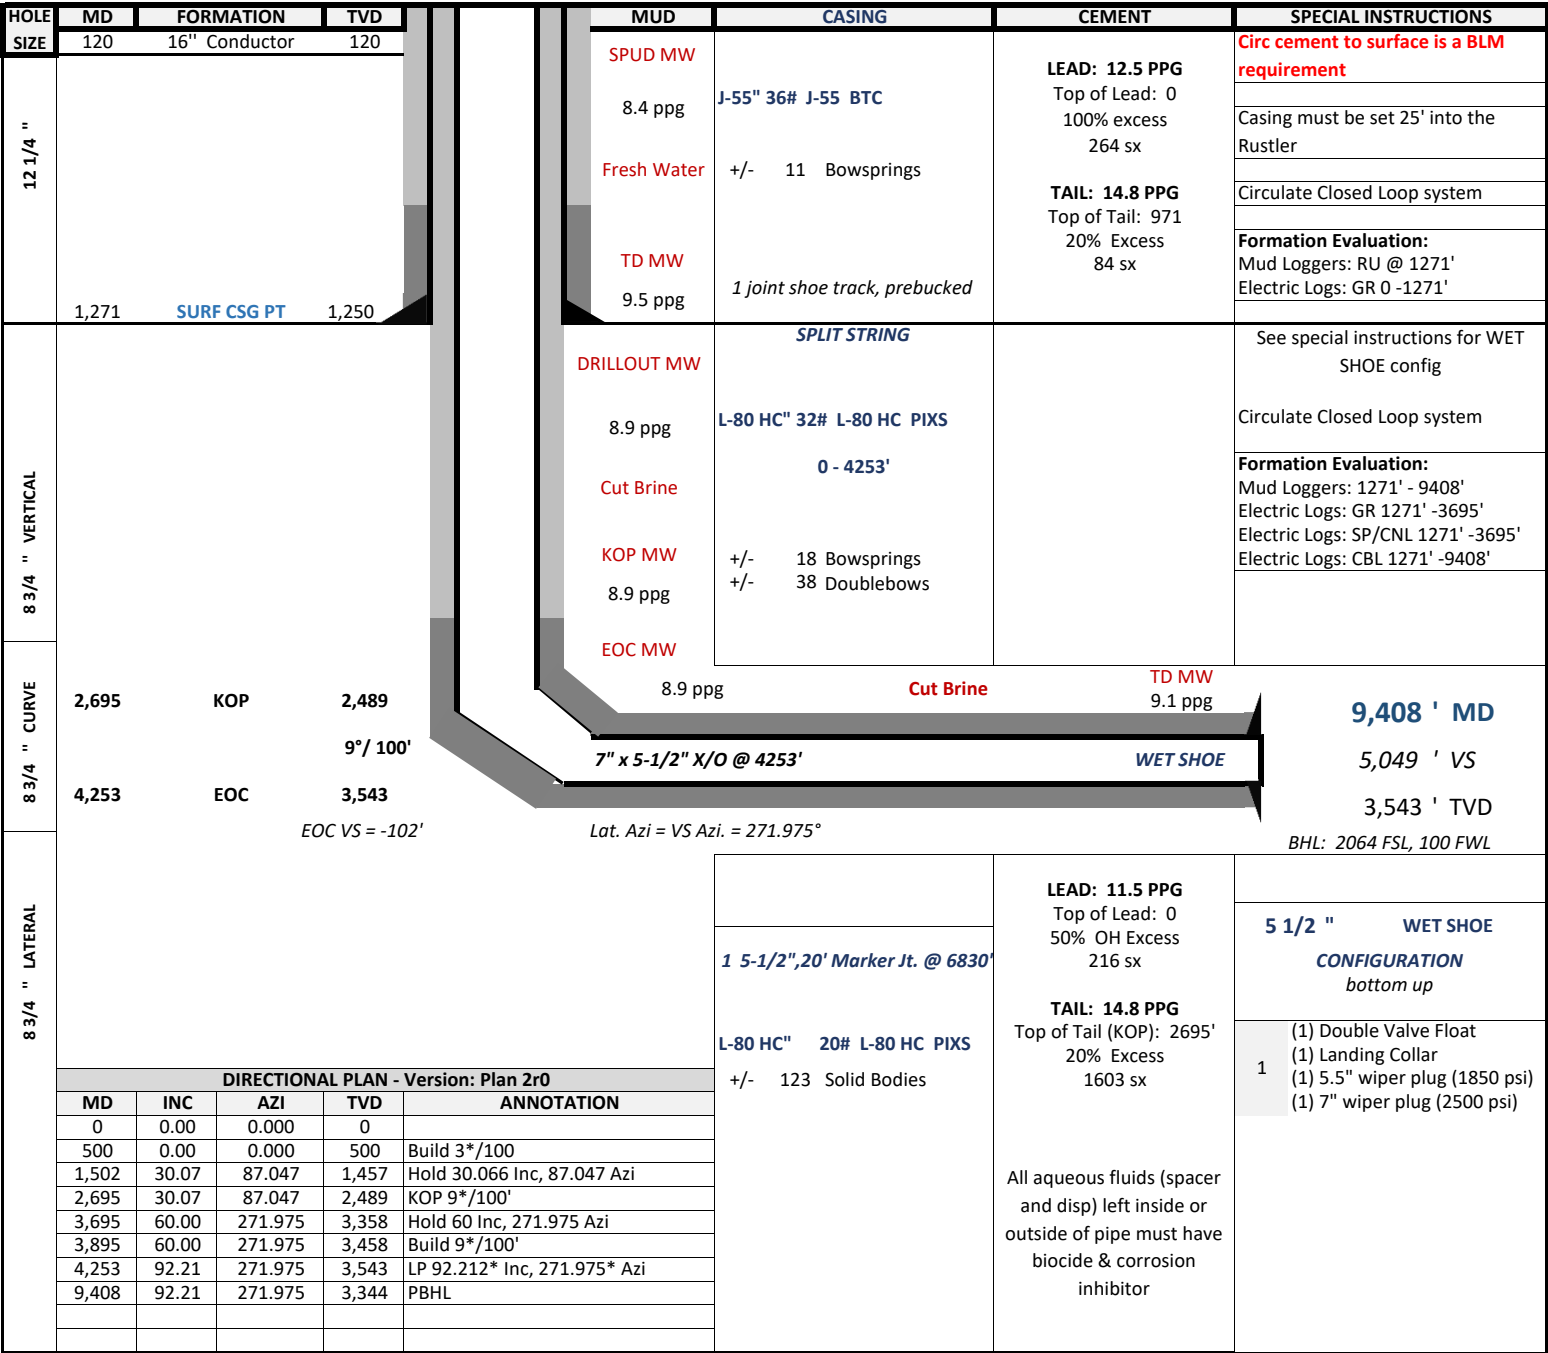 HOLE SIZE MD FORMATION TVD MUD CASING CEMENT SPECIAL INSTRUCTIONS
120 16'' Conductor 120
12 1/4 "
1,271 SURF CSG PT 1,250
SPUD MW
8.4 ppg
Fresh Water
TD MW
9.5 ppg
J-55" 36# J-55 BTC
+/- 11 Bowsprings
1 joint shoe track, prebucked
LEAD: 12.5 PPG
Top of Lead: 0
100% excess
264 sx
TAIL: 14.8 PPG
Top of Tail: 971
20% Excess
84 sx
Circ cement to surface is a BLM
requirement
Casing must be set 25' into the
Rustler
Circulate Closed Loop system
Formation Evaluation:
Mud Loggers: RU @ 1271'
Electric Logs: GR 0 -1271'
8 3/4 " VERTICAL
DRILLOUT MW
8.9 ppg
Cut Brine
KOP MW
8.9 ppg
EOC MW
8.9 ppg
SPLIT STRING
L-80 HC" 32# L-80 HC PIXS
0 - 4253'
+/- 18 Bowsprings
+/- 38 Doublebows
See special instructions for WET
SHOE config
Circulate Closed Loop system
Formation Evaluation:
Mud Loggers: 1271' - 9408'
Electric Logs: GR 1271' -3695'
Electric Logs: SP/CNL 1271' -3695'
Electric Logs: CBL 1271' -9408'
8 3/4 " CURVE
2,695 KOP 2,489
9°/ 100'
4,253 EOC 3,543
EOC VS = -102'
Cut Brine
TD MW
9.1 ppg
7" x 5-1/2" X/O @ 4253'
WET SHOE
Lat. Azi = VS Azi. = 271.975°
9,408 ' MD
5,049 ' VS
3,543 ' TVD
BHL: 2064 FSL, 100 FWL
8 3/4 " LATERAL
1 5-1/2",20' Marker Jt. @ 6830'
L-80 HC" 20# L-80 HC PIXS
+/- 123 Solid Bodies
LEAD: 11.5 PPG
Top of Lead: 0
50% OH Excess
216 sx
TAIL: 14.8 PPG
Top of Tail (KOP): 2695'
20% Excess
1603 sx
All aqueous fluids (spacer
and disp) left inside or
outside of pipe must have
biocide & corrosion
inhibitor
5 1/2 " WET SHOE
CONFIGURATION
bottom up
1
(1) Double Valve Float
(1) Landing Collar
(1) 5.5" wiper plug (1850 psi)
(1) 7" wiper plug (2500 psi)
DIRECTIONAL PLAN - Version: Plan 2r0
MD INC AZI TVD ANNOTATION
0 0.00 0.000 0
500 0.00 0.000 500 Build 3*/100
1,502 30.07 87.047 1,457 Hold 30.066 Inc, 87.047 Azi
2,695 30.07 87.047 2,489 KOP 9*/100'
3,695 60.00 271.975 3,358 Hold 60 Inc, 271.975 Azi
3,895 60.00 271.975 3,458 Build 9*/100'
4,253 92.21 271.975 3,543 LP 92.212* Inc, 271.975* Azi
9,408 92.21 271.975 3,344 PBHL